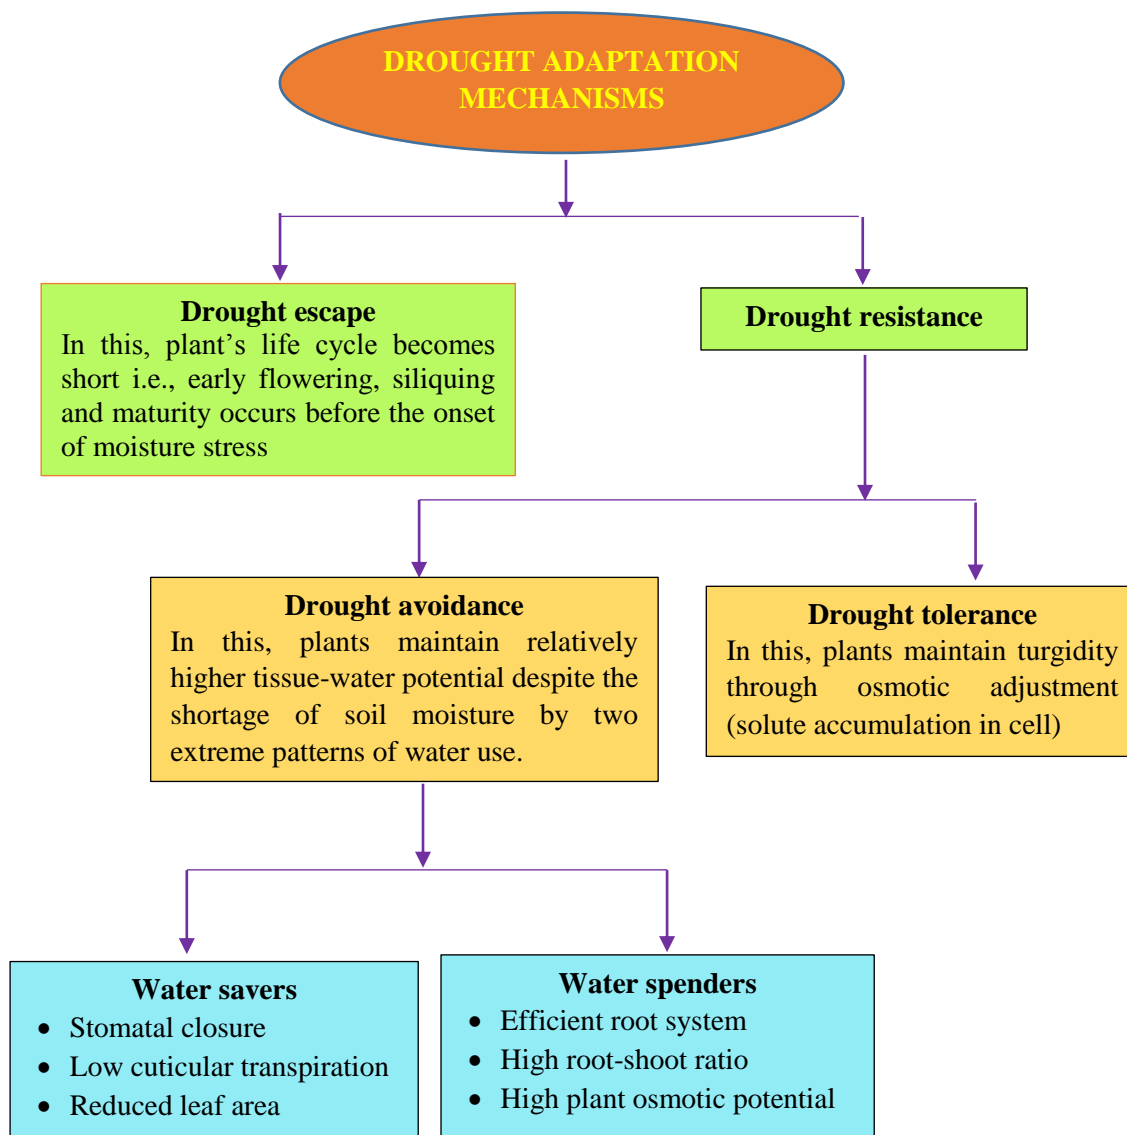 DROUGHT ADAPTATION
MECHANISMS
Drought escape
In this, plant’s life cycle becomes
short i.e., early flowering, siliquing
and maturity occurs before the onset
of moisture stress
Drought resistance
Drought avoidance
In this, plants maintain relatively
higher tissue-water potential despite the
shortage of soil moisture by two
extreme patterns of water use.
Drought tolerance
In this, plants maintain turgidity
through osmotic adjustment
(solute accumulation in cell)
Water savers
• Stomatal closure
• Low cuticular transpiration
• Reduced leaf area
Water spenders
• Efficient root system
• High root-shoot ratio
• High plant osmotic potential